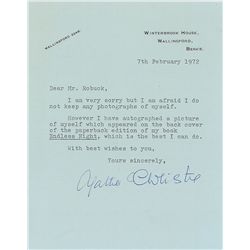 WALLINGFORD 2248.
WINTERBROOK HOUSE,
WALLINGFORD,
BERKS.
7th February 1972
Dear Mr. Robuck,
I am very sorry but I am afraid I do
not keep any photographs of myself.
However I have autographed a picture
of myself which appeared on the back cover
of the paperback edition of my book
Endless Night, which is the best I can do.
With best wishes to you,
Yours sincerely,
Agatha Christie